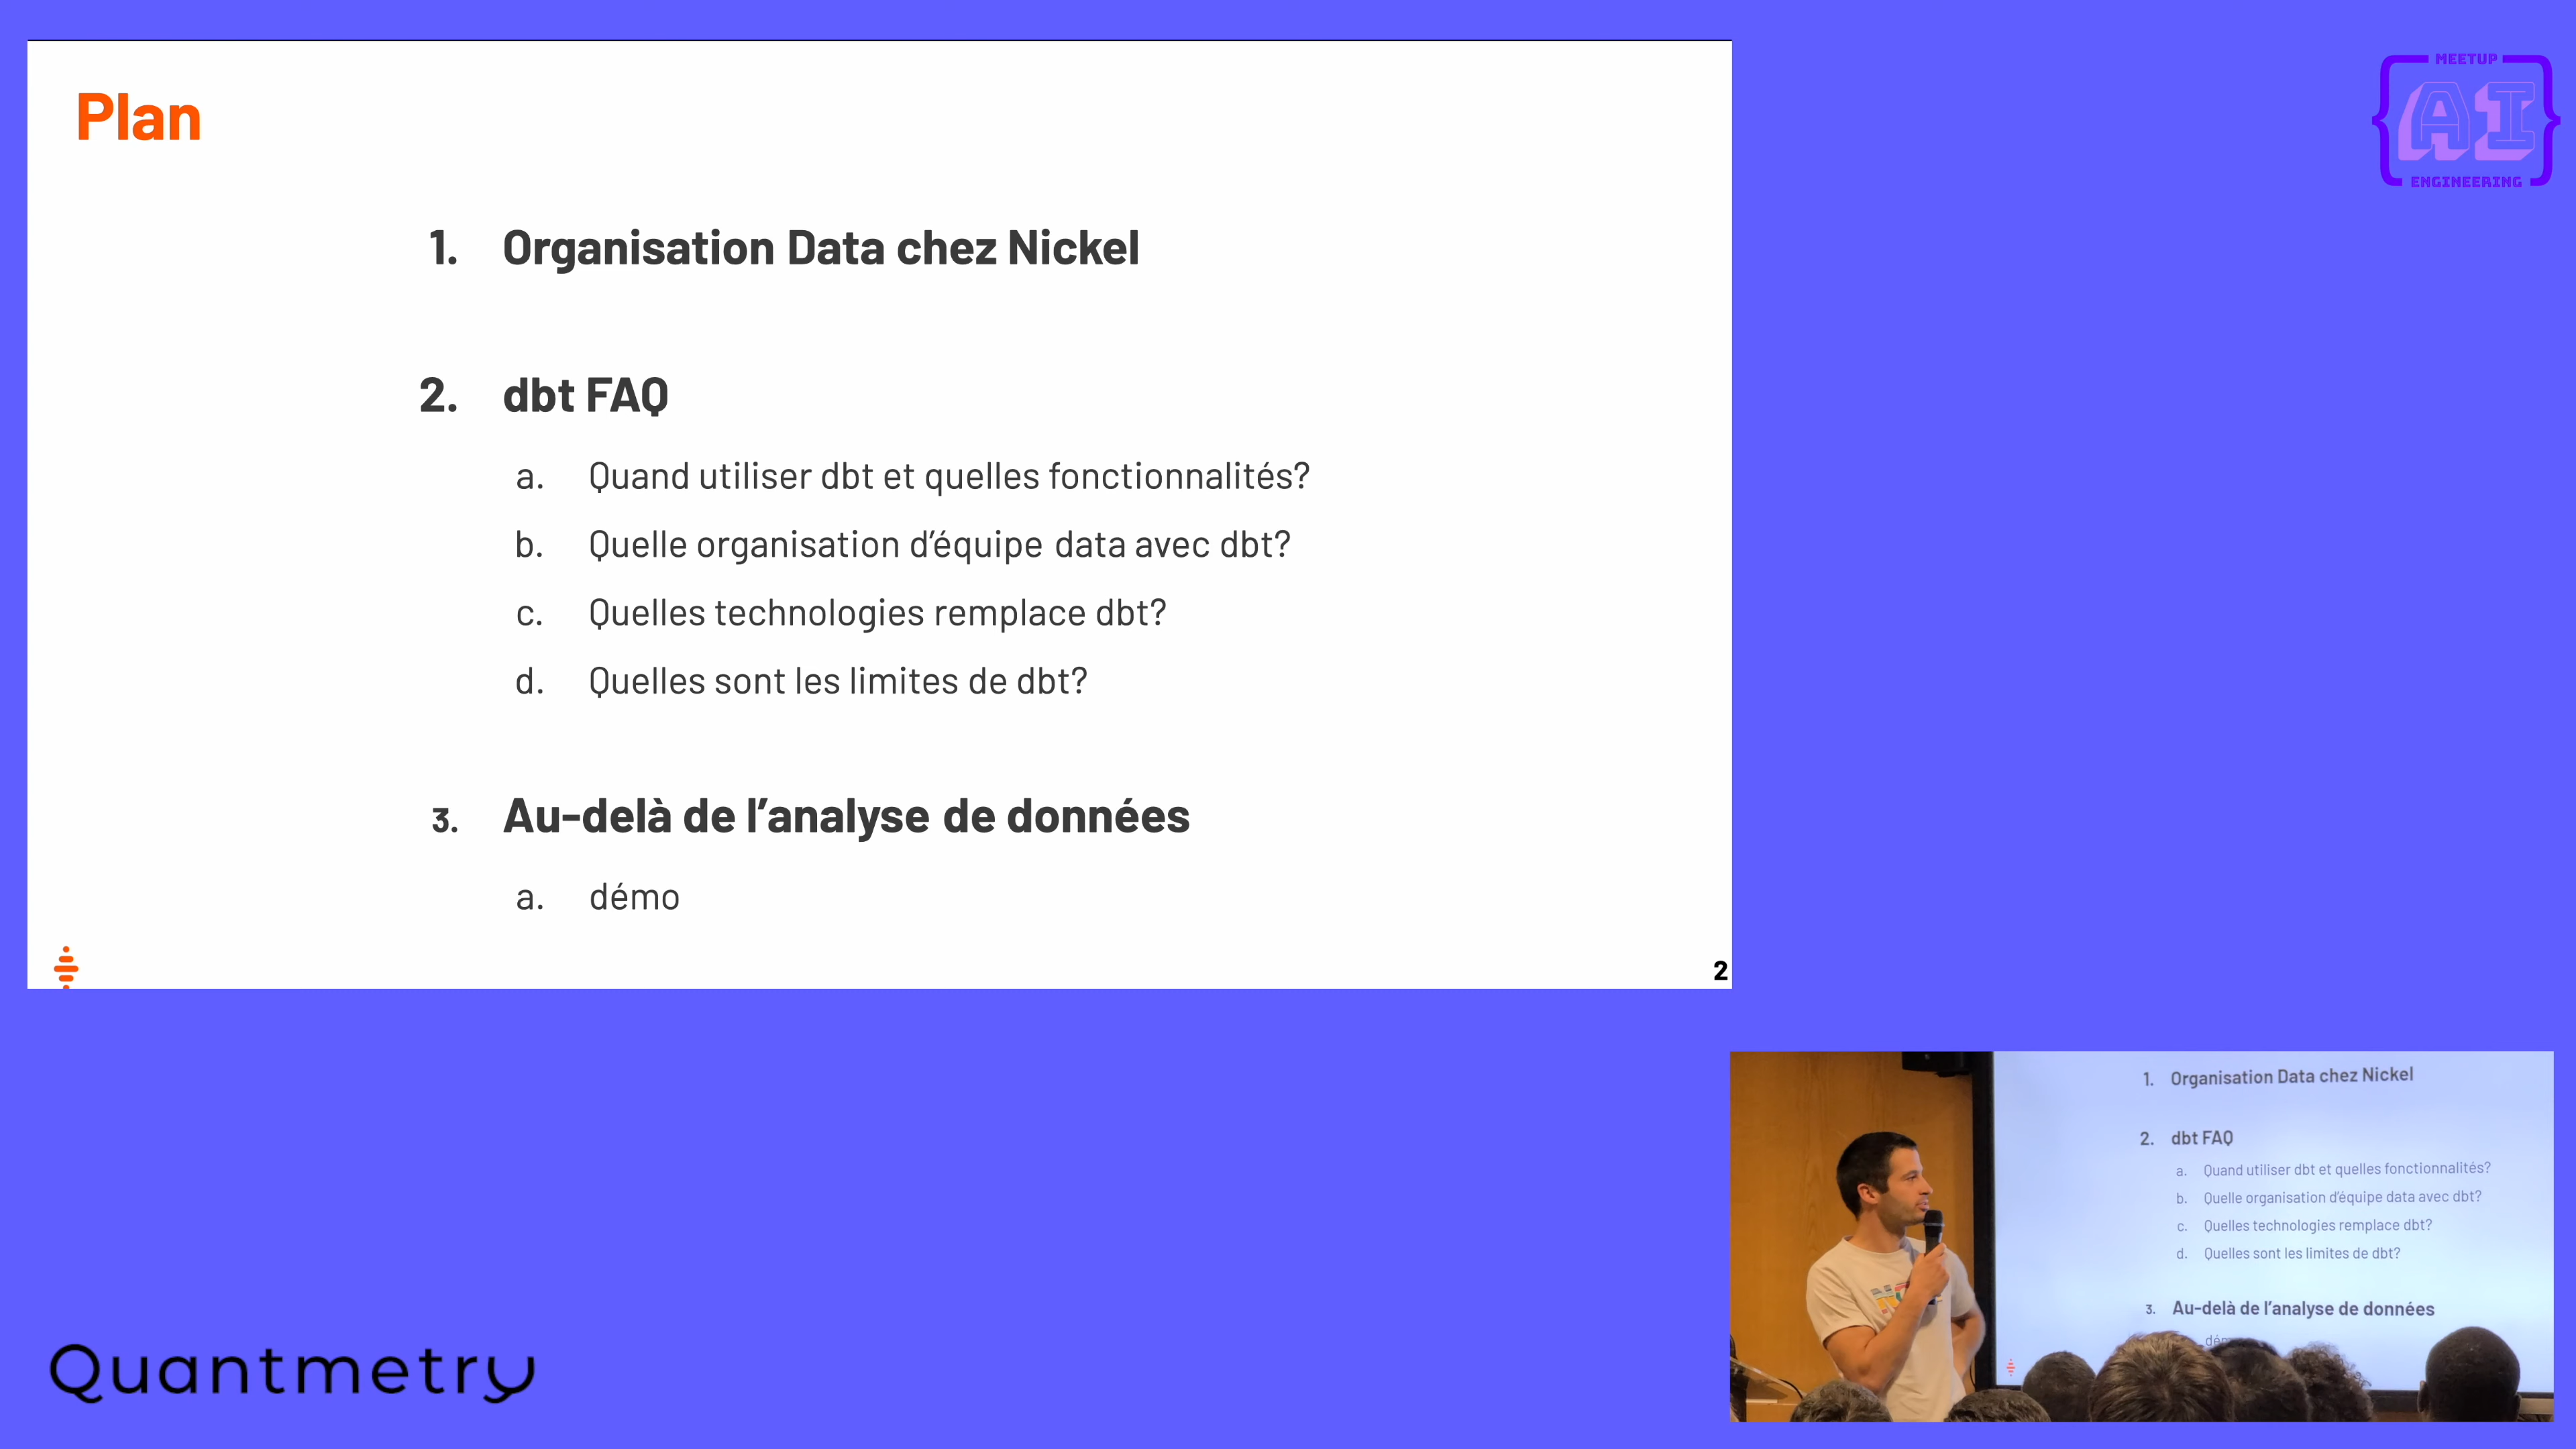 Plan
1. Organisation Data chez Nickel
2. dbt FAQ
a. Quand utiliser dbt et quelles fonctionnalités?
b. Quelle organisation d’équipe data avec dbt?
c. Quelles technologies remplace dbt?
d. Quelles sont les limites de dbt?
3. Au-delà de l’analyse de données
a. démo
2
MEETUP
AI
ENGINEERING
1. Organisation Data chez Nickel
2. dbt FAQ
a. Quand utiliser dbt et quelles fonctionnalités?
b. Quelle organisation d’équipe data avec dbt?
c. Quelles technologies remplace dbt?
d. Quelles sont les limites de dbt?
3. Au-delà de l’analyse de données
Quantmetry